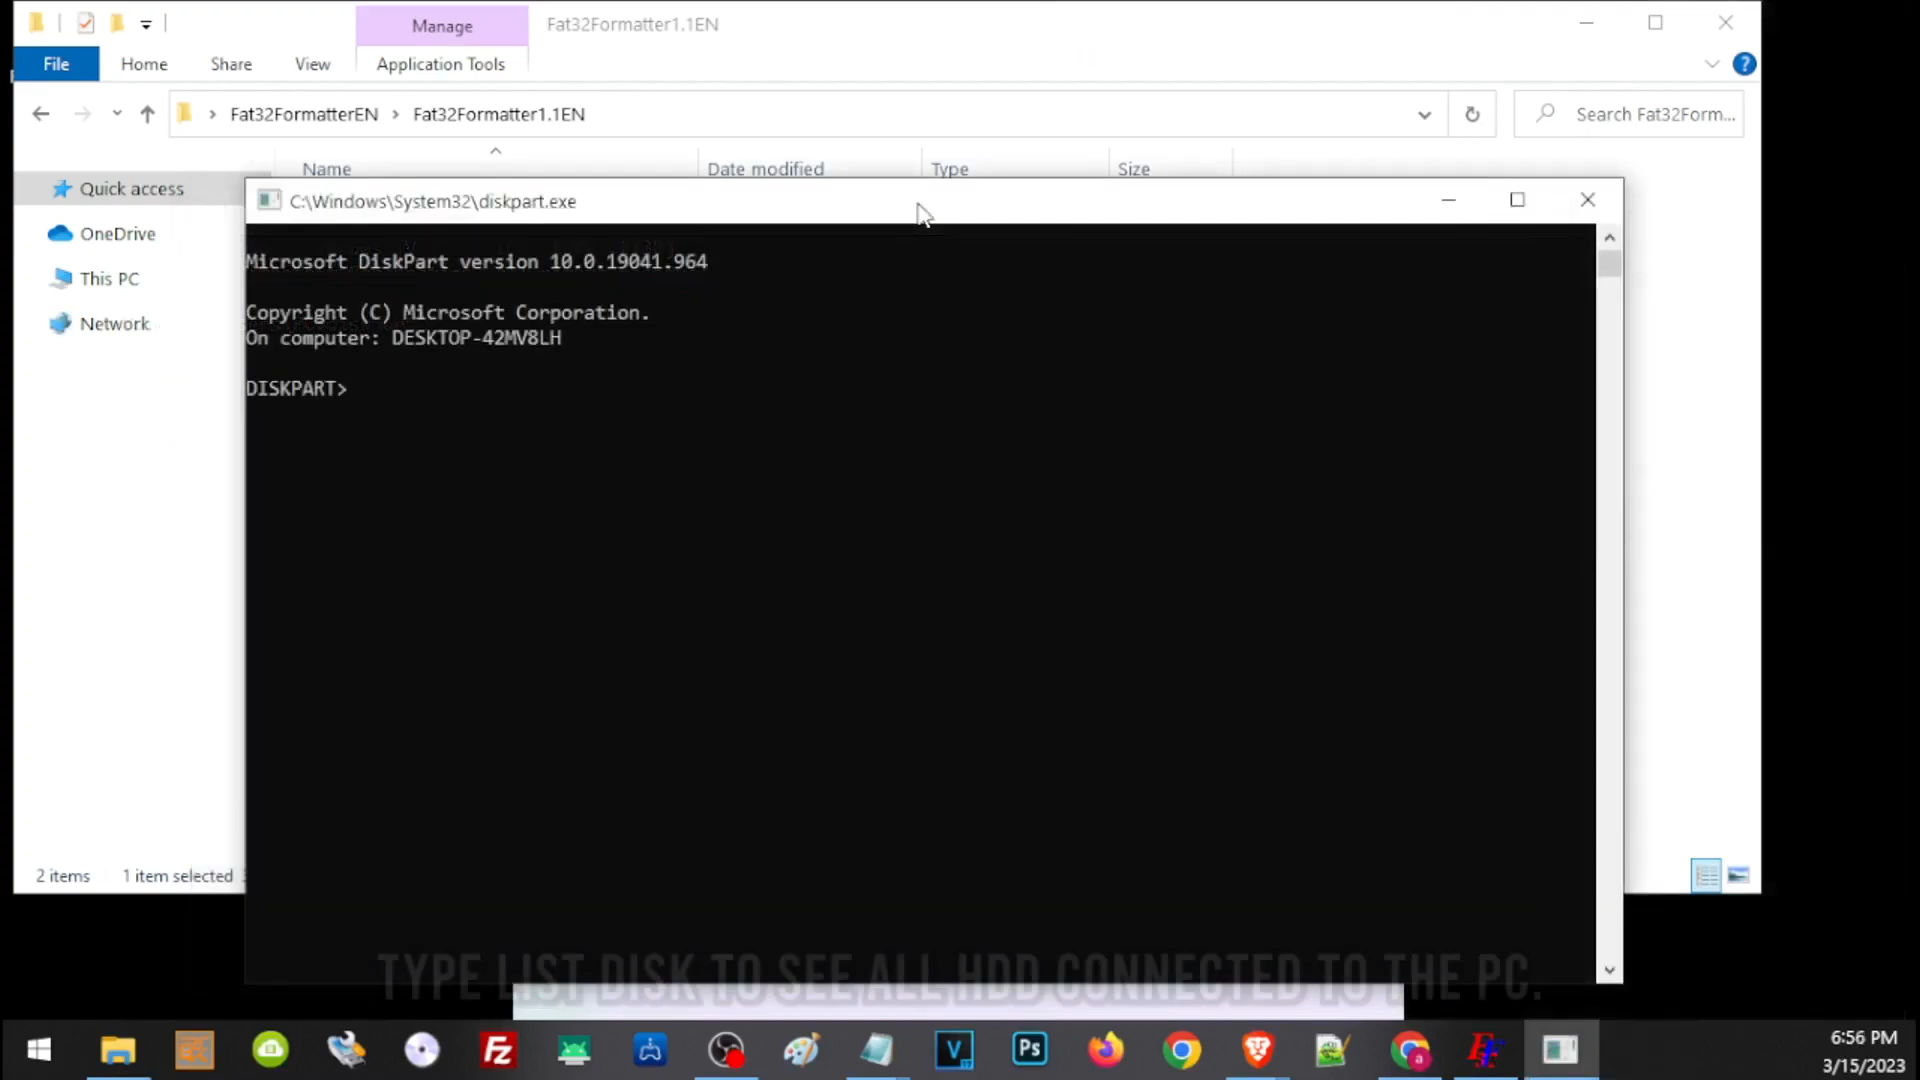 Manage
Fat32Formatter1.1EN
File
Home
Share
View
Application Tools
Fat32FormatterEN
Fat32Formatter1.1EN
Search Fat32Form...
Name
Date modified
Type
Size
Quick access
OneDrive
This PC
Network
C:\Windows\System32\diskpart.exe
Microsoft DiskPart version 10.0.19041.964
Copyright (C) Microsoft Corporation.
On computer: DESKTOP-42MV8LH
DISKPART>
2 items
1 item selected
TYPE LIST DISK TO SEE ALL HDD CONNECTED TO THE PC.
FZ
V
Ps
6:56 PM
3/15/2023